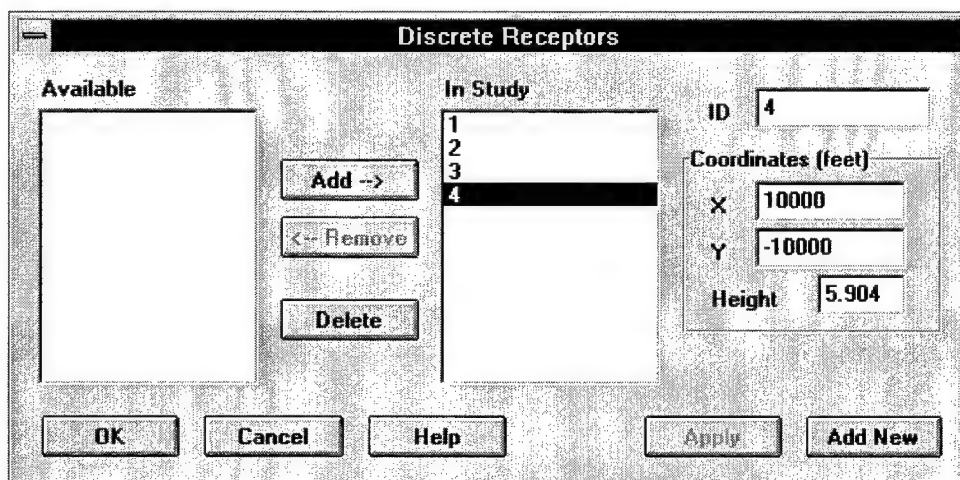 Discrete Receptors
Available
In Study
1
2
3
4
Add -->
<-- Remove
Delete
ID 4
Coordinates (feet)
X 10000
Y -10000
Height 5.904
OK Cancel Help Apply Add New